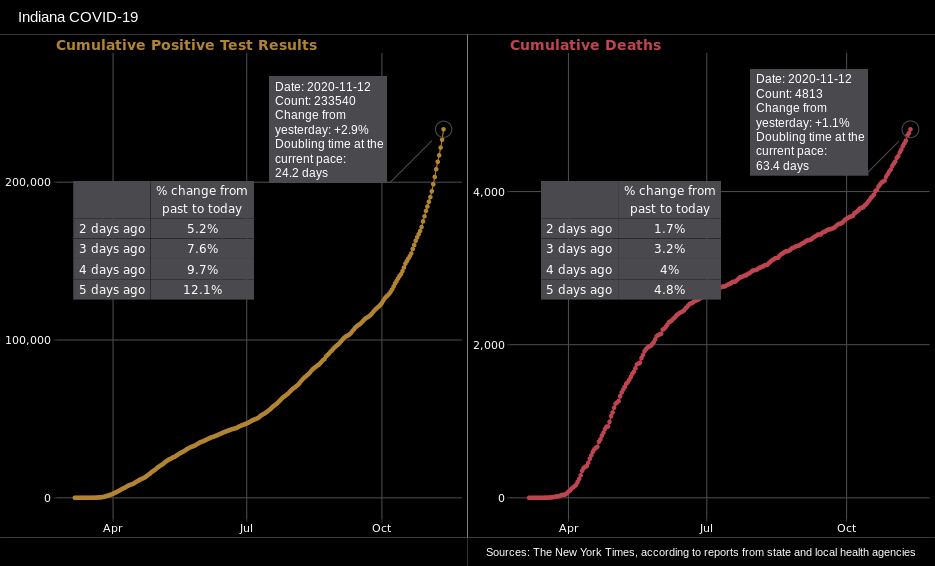 Indiana COVID-19
Cumulative Positive Test Results
Date: 2020-11-12
Count: 233540
Change from
yesterday: +2.9%
Doubling time at the
current pace:
24.2 days
200,000
100,000
0
% change from
past to today
2 days ago 5.2%
3 days ago 7.6%
4 days ago 9.7%
5 days ago 12.1%
Apr Jul Oct
Cumulative Deaths
Date: 2020-11-12
Count: 4813
Change from
yesterday: +1.1%
Doubling time at the
current pace:
63.4 days
4,000
2,000
0
% change from
past to today
2 days ago 1.7%
3 days ago 3.2%
4 days ago 4%
5 days ago 4.8%
Apr Jul Oct
Sources: The New York Times, according to reports from state and local health agencies